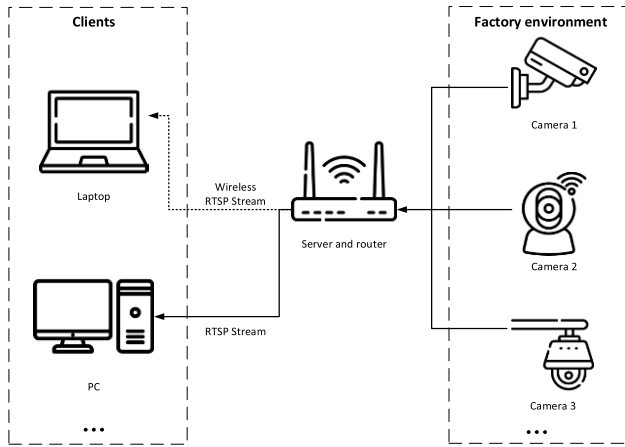 Clients
Factory environment
Camera 1
Laptop
Wireless
RTSP Stream
Server and router
Camera 2
RTSP Stream
PC
Camera 3
...
...